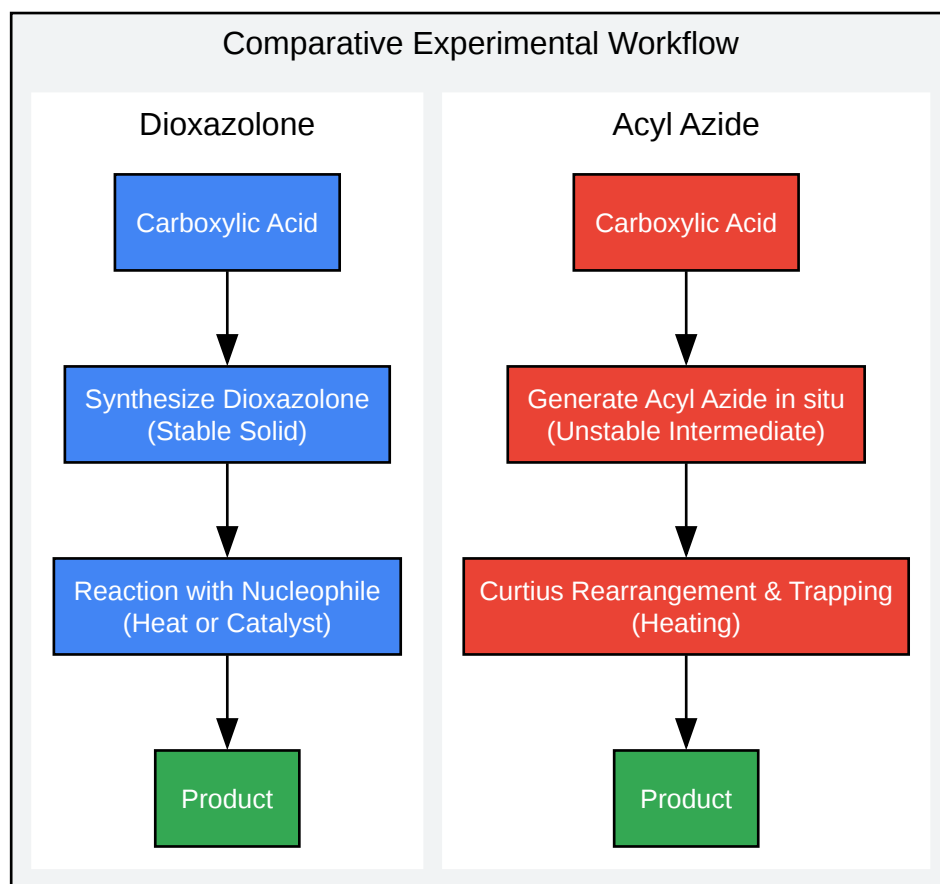 Comparative Experimental Workflow
Dioxazolone
Carboxylic Acid
Synthesize Dioxazolone
(Stable Solid)
Reaction with Nucleophile
(Heat or Catalyst)
Product
Acyl Azide
Carboxylic Acid
Generate Acyl Azide in situ
(Unstable Intermediate)
Curtius Rearrangement & Trapping
(Heating)
Product